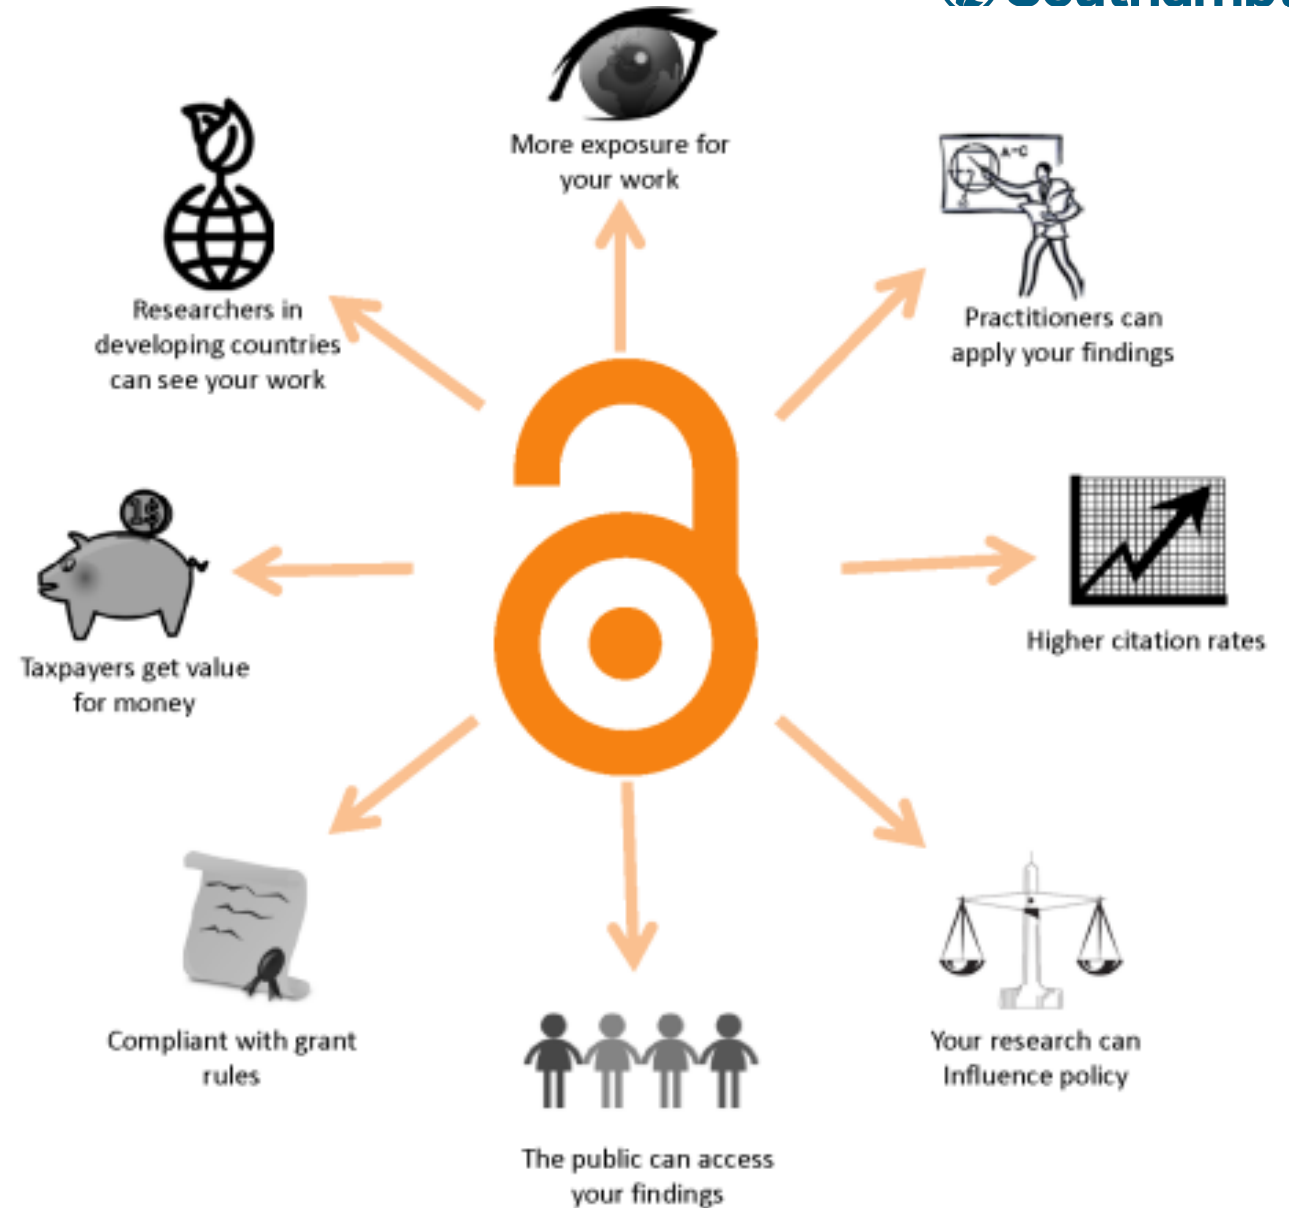 More exposure for
your work
A=C
Practitioners can
apply your findings
Higher citation rates
Your research can
Influence policy
The public can access
your findings
Compliant with grant
rules
1$
Taxpayers get value
for money
Researchers in
developing countries
can see your work